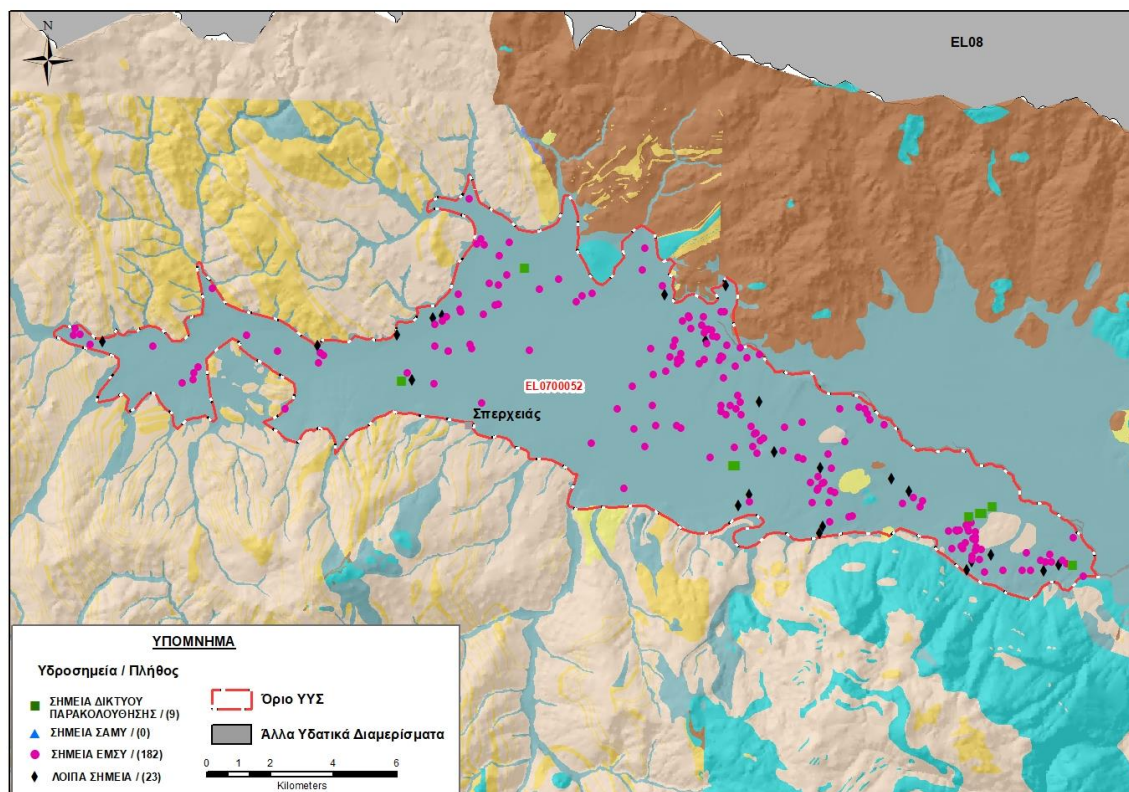 N
EL08
EL0700052
Σπερχειάς
ΥΠΟΜΝΗΜΑ
Υδροσημεία / Πλήθος
ΣΗΜΕΙΑ ΔΙΚΤΥΟΥ
ΠΑΡΑΚΟΛΟΥΘΗΣΗΣ / (9)
ΣΗΜΕΙΑ ΣΑΜΥ / (0)
ΣΗΜΕΙΑ ΕΜΣΥ / (182)
ΛΟΙΠΑ ΣΗΜΕΙΑ / (23)
Όριο ΥΥΣ
Άλλα Υδατικά Διαμερίσματα
0 1 2 4 6
Kilometers